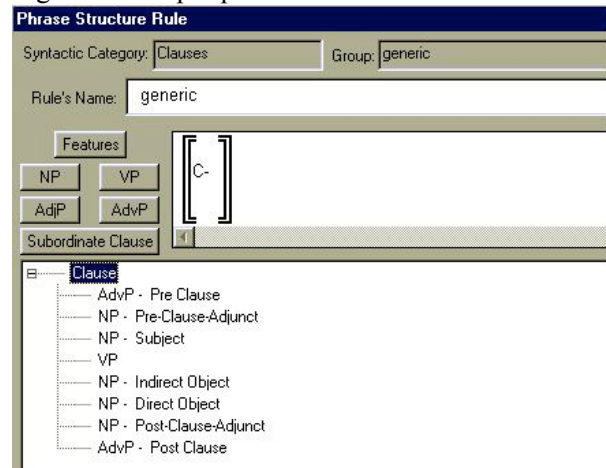 Phrase Structure Rule
Syntactic Category: Clauses Group: generic
Rule's Name: generic
Features
NP VP
AdjP AdvP
Subordinate Clause
C-
Clause
AdvP - Pre Clause
NP - Pre-Clause-Adjunct
NP - Subject
VP
NP - Indirect Object
NP - Direct Object
NP - Post-Clause-Adjunct
AdvP - Post Clause